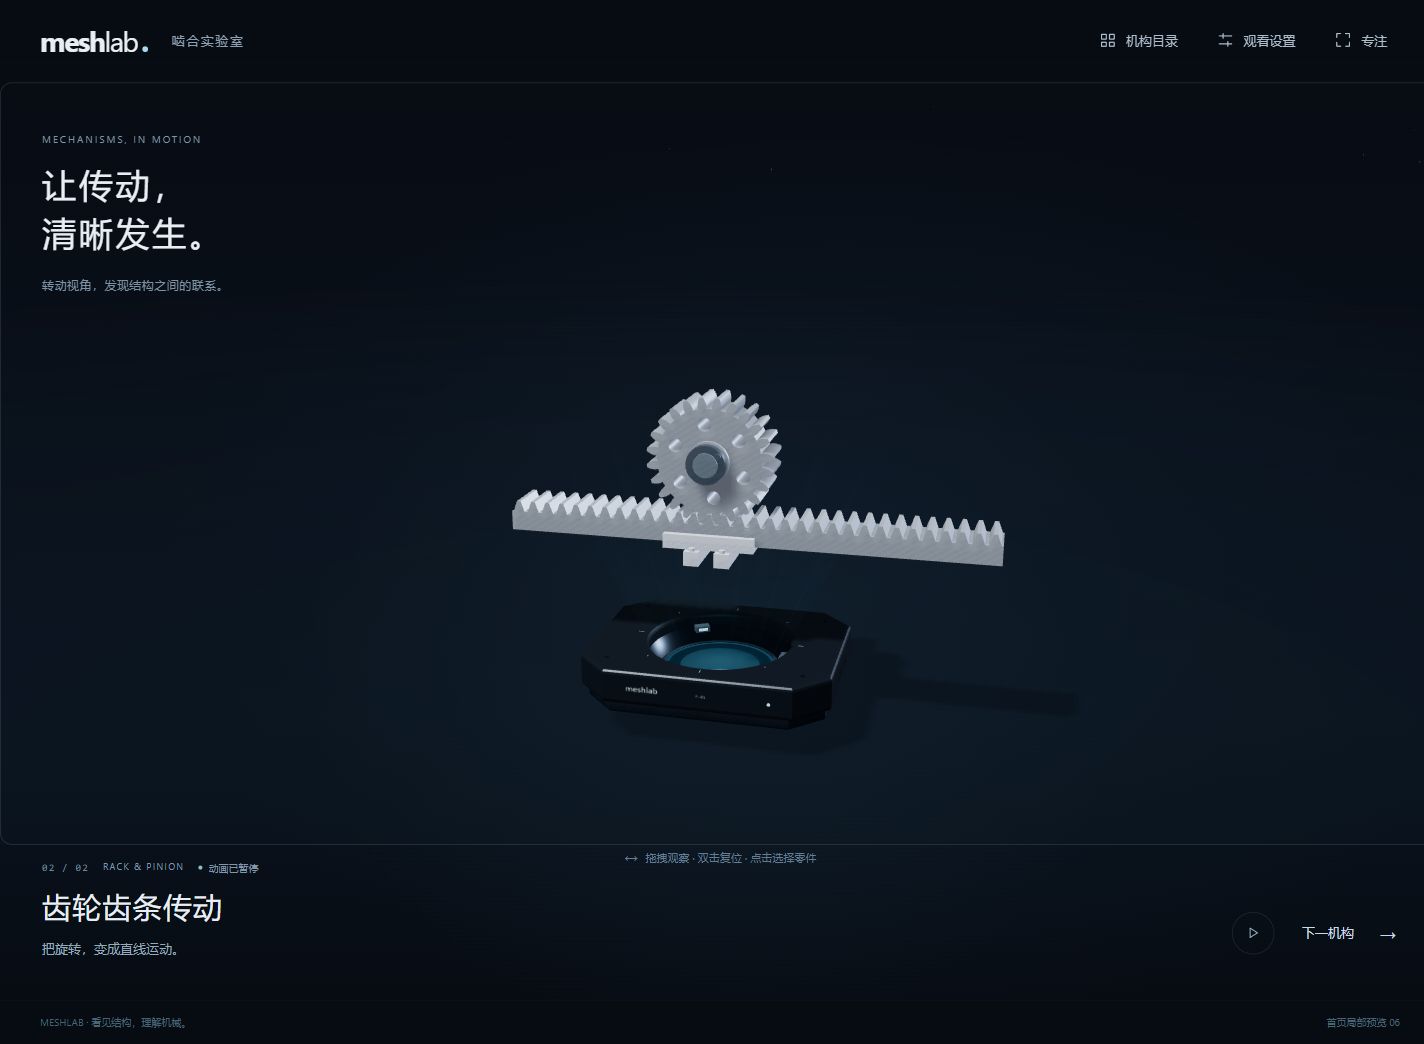 meshlab. 啮合实验室
机构目录 观看设置 专注
MECHANISMS, IN MOTION
让传动，
清晰发生。
转动视角，发现结构之间的联系。
meshlab
拖拽观察 · 双击复位 · 点击选择零件
02 / 02 RACK & PINION 动画已暂停
齿轮齿条传动
把旋转，变成直线运动。
下一机构 →
MESHLAB · 看见结构，理解机械。
首页局部预览 06